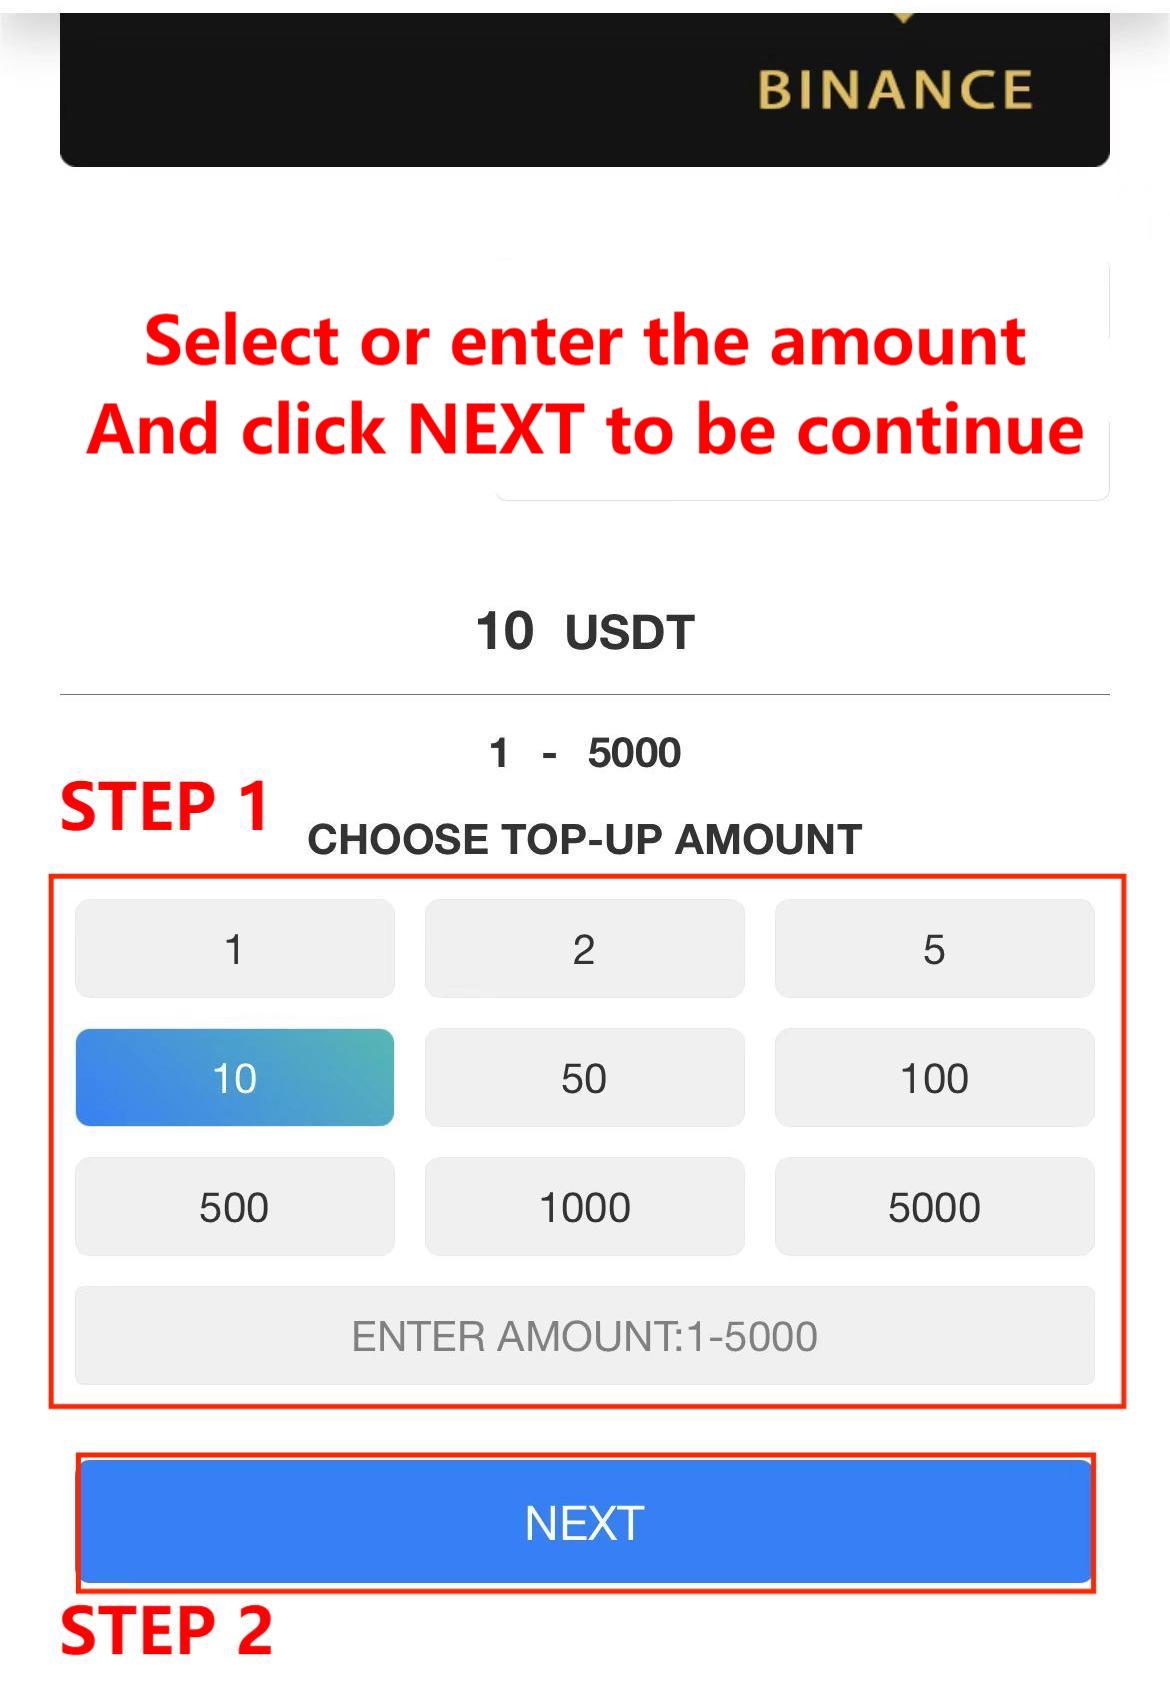 BINANCE
Select or enter the amount
And click NEXT to be continue
10 USDT
1 - 5000
STEP 1
CHOOSE TOP-UP AMOUNT
1 2 5
10 50 100
500 1000 5000
ENTER AMOUNT:1-5000
NEXT
STEP 2